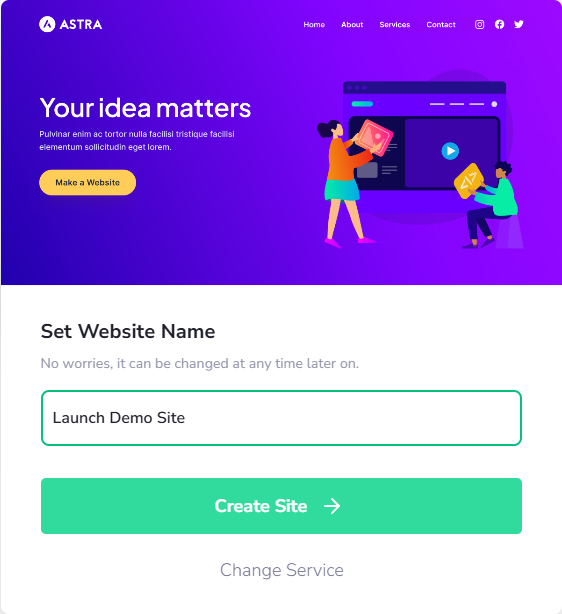 ASTRA
Home About Services Contact
Your idea matters
Pulvinar enim ac tortor nulla facilisi tristique facilisi
elementum sollicitudin eget lorem.
Make a Website
</>
Set Website Name
No worries, it can be changed at any time later on.
Launch Demo Site
Create Site →
Change Service